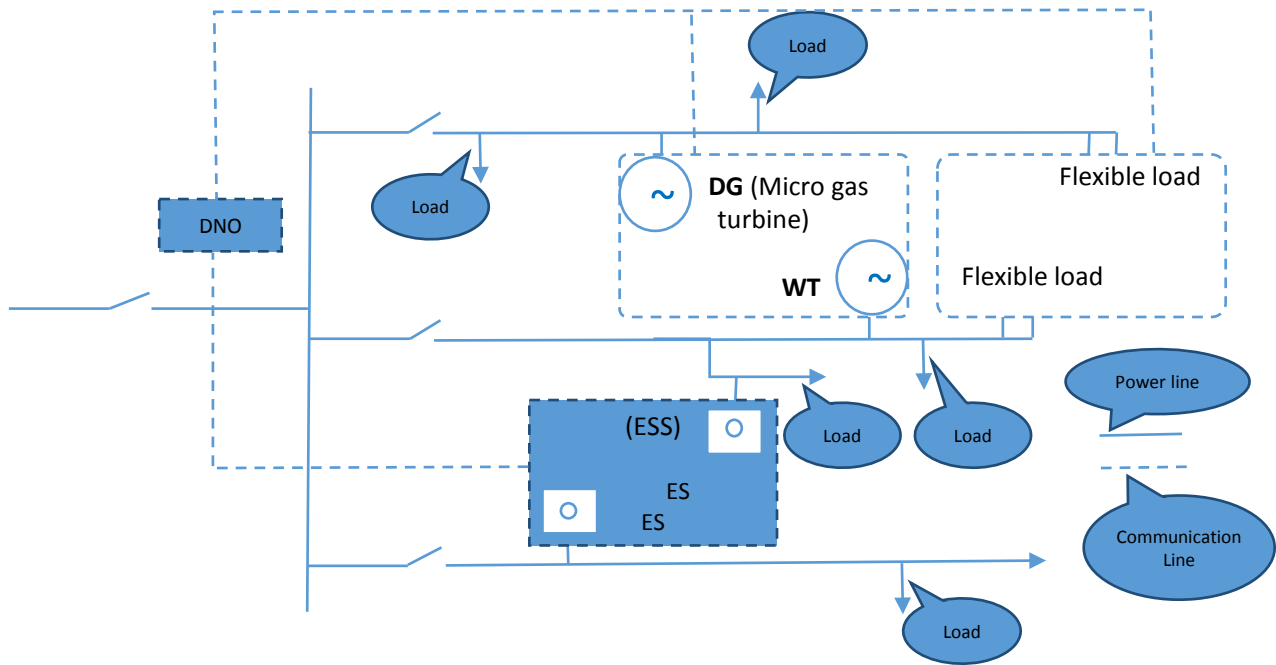 Load
DG (Micro gas
turbine)
Flexible load
Load
DNO
WT
Flexible load
Power line
(ESS)
Load
Load
ES
ES
Communication
Line
Load